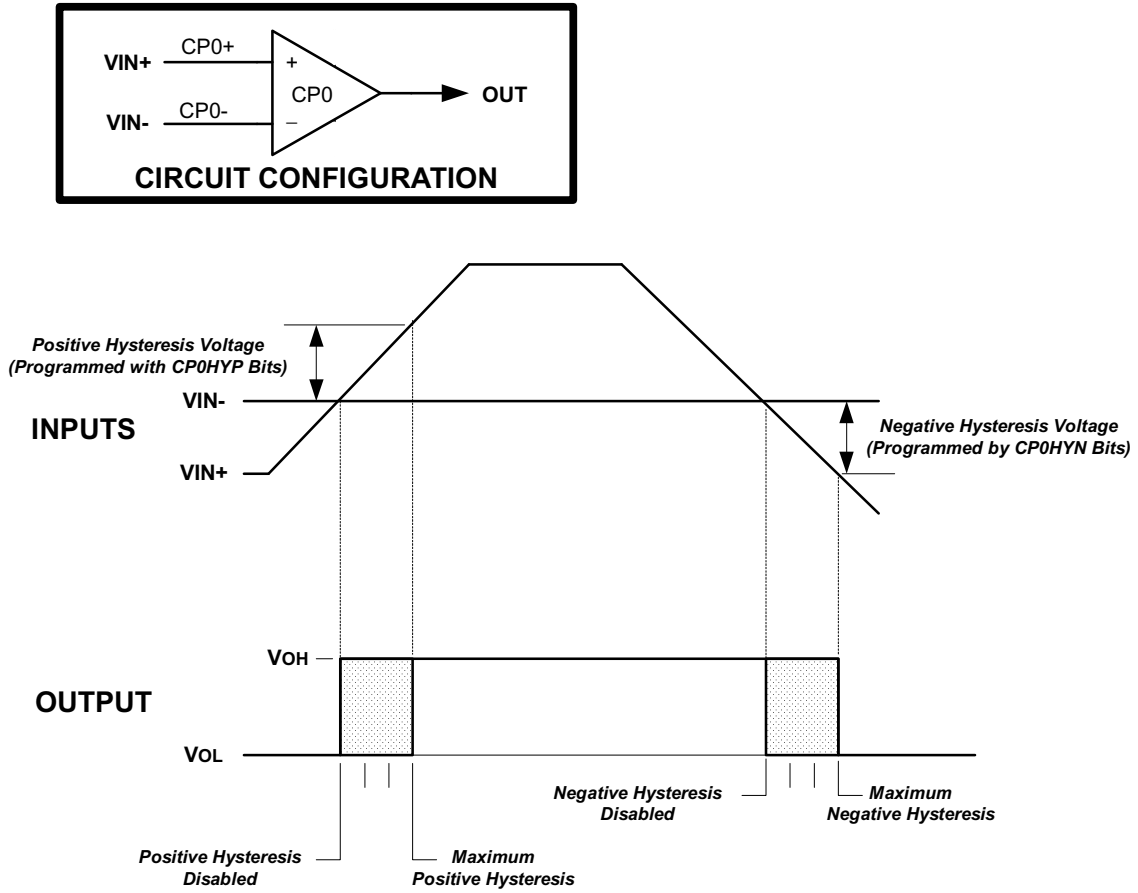 VIN+
CP0+
+
CP0
OUT
VIN-
CP0-
−
CIRCUIT CONFIGURATION
Positive Hysteresis Voltage
(Programmed with CP0HYP Bits)
VIN-
INPUTS
Negative Hysteresis Voltage
(Programmed by CP0HYN Bits)
VIN+
VOH
OUTPUT
VOL
Negative Hysteresis
Disabled
Maximum
Negative Hysteresis
Positive Hysteresis
Disabled
Maximum
Positive Hysteresis